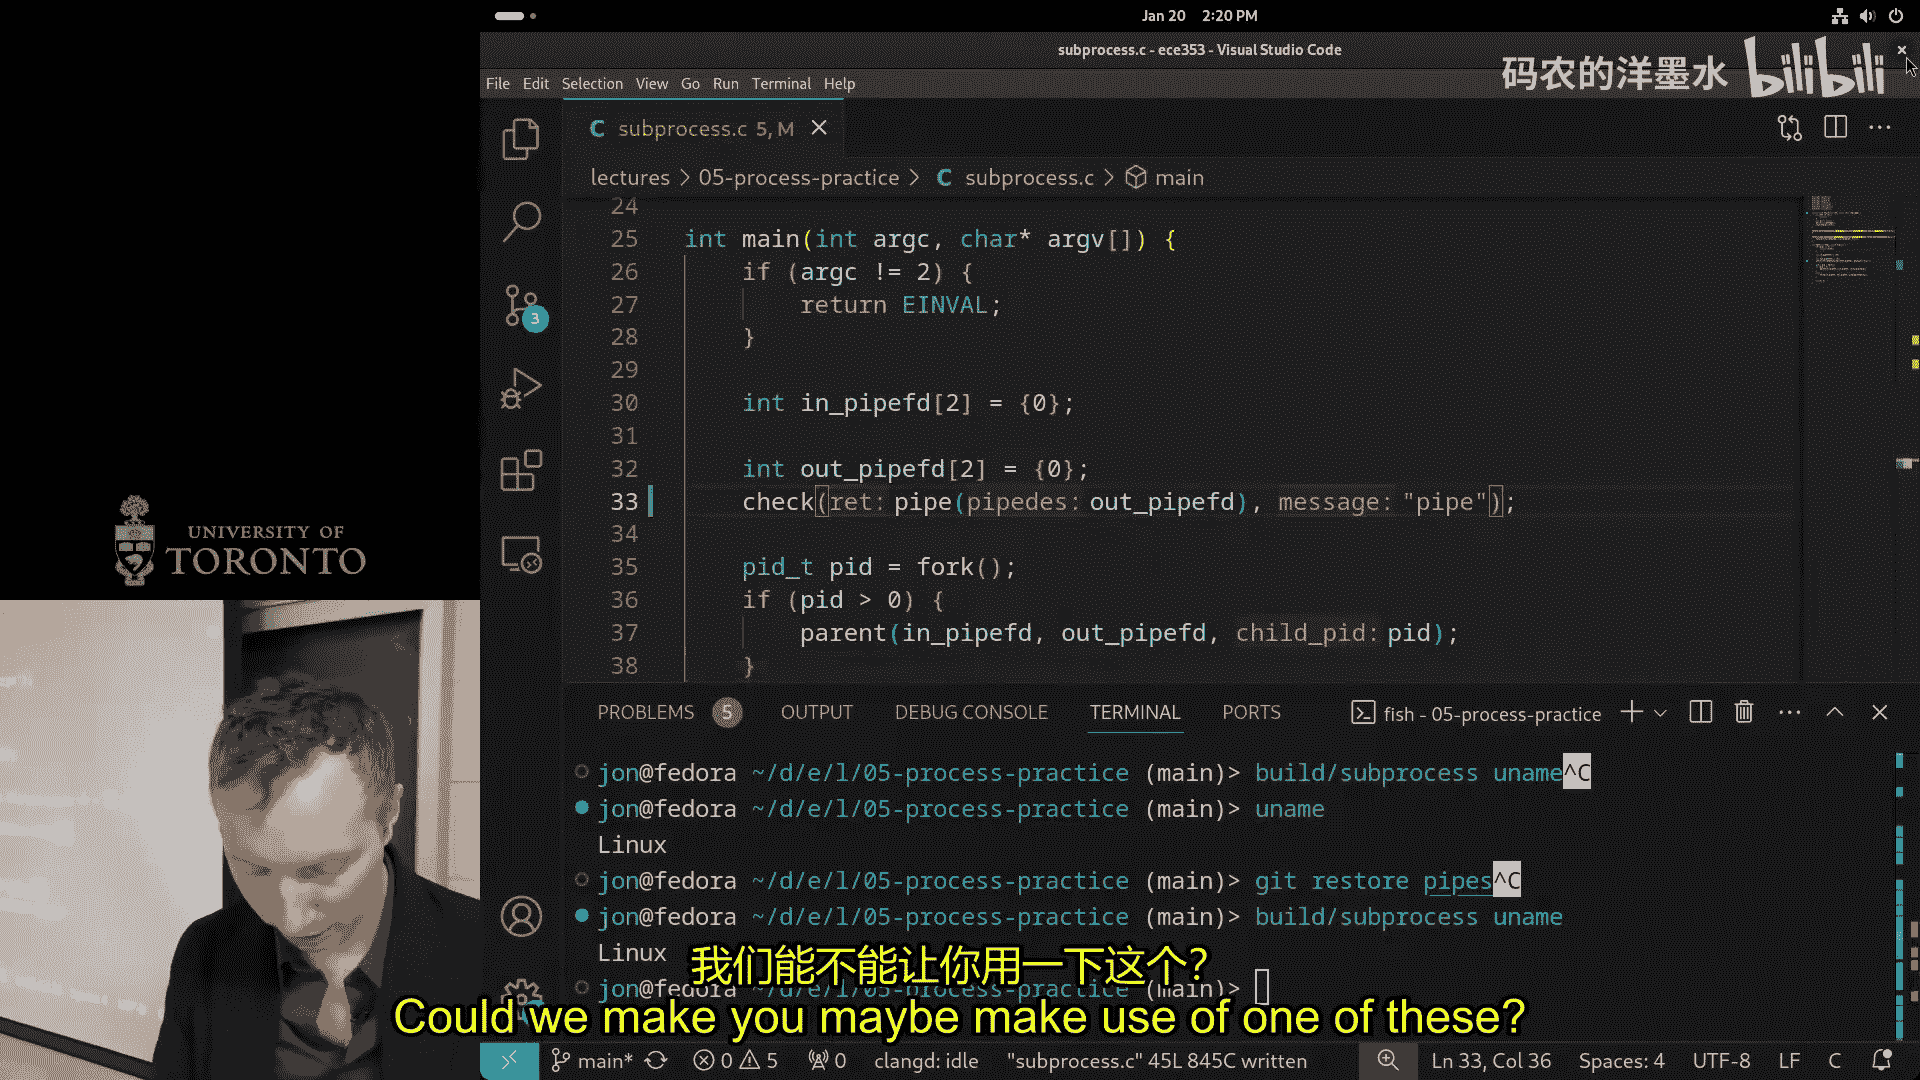 Jan 20 2:20 PM
subprocess.c - ece353 - Visual Studio Code
码农的洋墨水 bilibili
File Edit Selection View Go Run Terminal Help
C subprocess.c 5, M
lectures > 05-process-practice > C subprocess.c > main
24
25 int main(int argc, char* argv[]) {
26 if (argc != 2) {
27 return EINVAL;
28 }
29
30 int in_pipefd[2] = {0};
31
32 int out_pipefd[2] = {0};
33 check(ret: pipe(pipedes: out_pipefd), message: "pipe");
34
35 pid_t pid = fork();
36 if (pid > 0) {
37 parent(in_pipefd, out_pipefd, child_pid: pid);
38 }
3
UNIVERSITY OF
TORONTO
PROBLEMS 5 OUTPUT DEBUG CONSOLE TERMINAL PORTS fish - 05-process-practice
jon@fedora ~/d/e/l/05-process-practice (main)> build/subprocess uname^C
jon@fedora ~/d/e/l/05-process-practice (main)> uname
Linux
jon@fedora ~/d/e/l/05-process-practice (main)> git restore pipes^C
jon@fedora ~/d/e/l/05-process-practice (main)> build/subprocess uname
Linux
jon@fedora ~/d/e/l/05-process-practice (main)>
我们能不能让你用一下这个？
Could we make you maybe make use of one of these?
main* 0 5 0 clangd: idle "subprocess.c" 45L 845C written Ln 33, Col 36 Spaces: 4 UTF-8 LF C